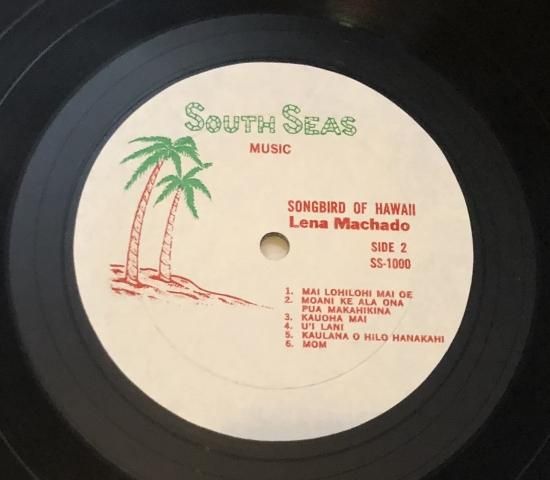 SOUTH SEAS
MUSIC
SONGBIRD OF HAWAII
Lena Machado
SIDE 2
SS-1000
1. MAI LOHILOHI MAI OE
2. MOANI KE ALA ONA
PUA MAKAHIKINA
3. KAUOHA MAI
4. U'I LANI
5. KAULANA O HILO HANAKAHI
6. MOM